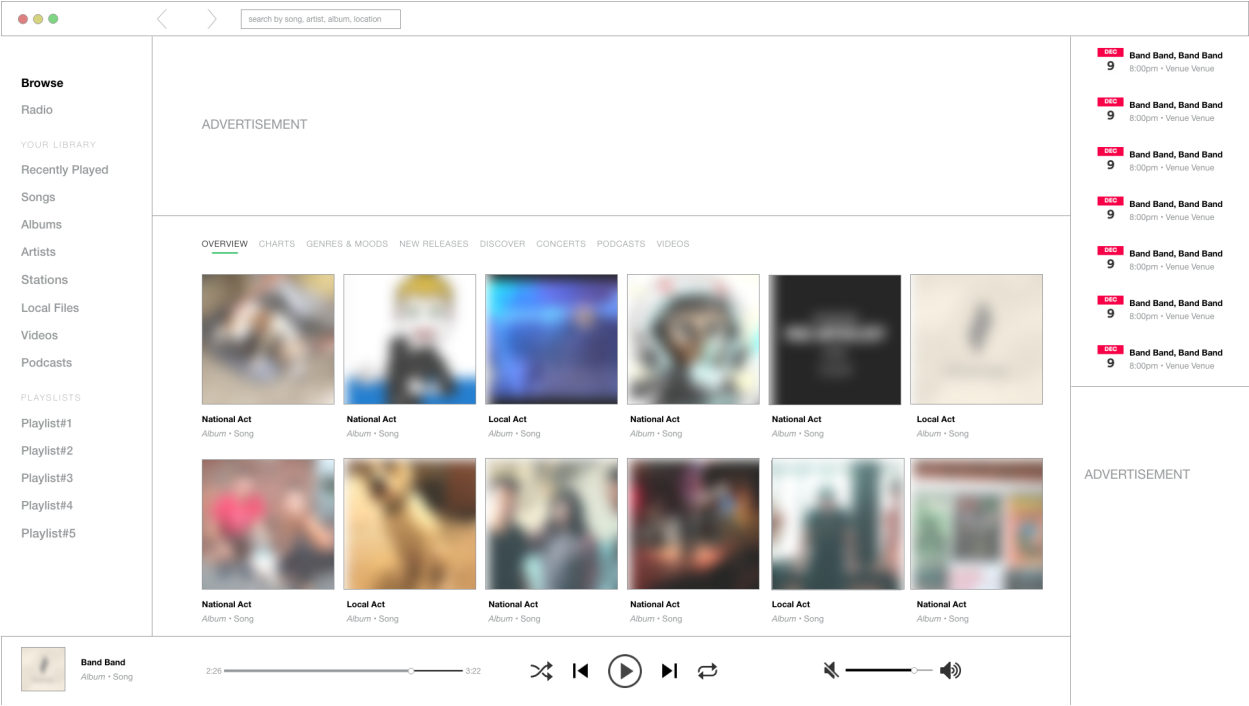 search by song, artist, album, location
Browse
Radio
YOUR LIBRARY
Recently Played
Songs
Albums
Artists
Stations
Local Files
Videos
Podcasts
PLAYSLISTS
Playlist#1
Playlist#2
Playlist#3
Playlist#4
Playlist#5
ADVERTISEMENT
OVERVIEW CHARTS GENRES & MOODS NEW RELEASES DISCOVER CONCERTS PODCASTS VIDEOS
National Act
Album • Song
National Act
Album • Song
Local Act
Album • Song
National Act
Album • Song
National Act
Album • Song
Local Act
Album • Song
National Act
Album • Song
Local Act
Album • Song
National Act
Album • Song
National Act
Album • Song
Local Act
Album • Song
National Act
Album • Song
DEC
9
Band Band, Band Band
8:00pm • Venue Venue
DEC
9
Band Band, Band Band
8:00pm • Venue Venue
DEC
9
Band Band, Band Band
8:00pm • Venue Venue
DEC
9
Band Band, Band Band
8:00pm • Venue Venue
DEC
9
Band Band, Band Band
8:00pm • Venue Venue
DEC
9
Band Band, Band Band
8:00pm • Venue Venue
DEC
9
Band Band, Band Band
8:00pm • Venue Venue
ADVERTISEMENT
Band Band
Album • Song
2:26
3:22